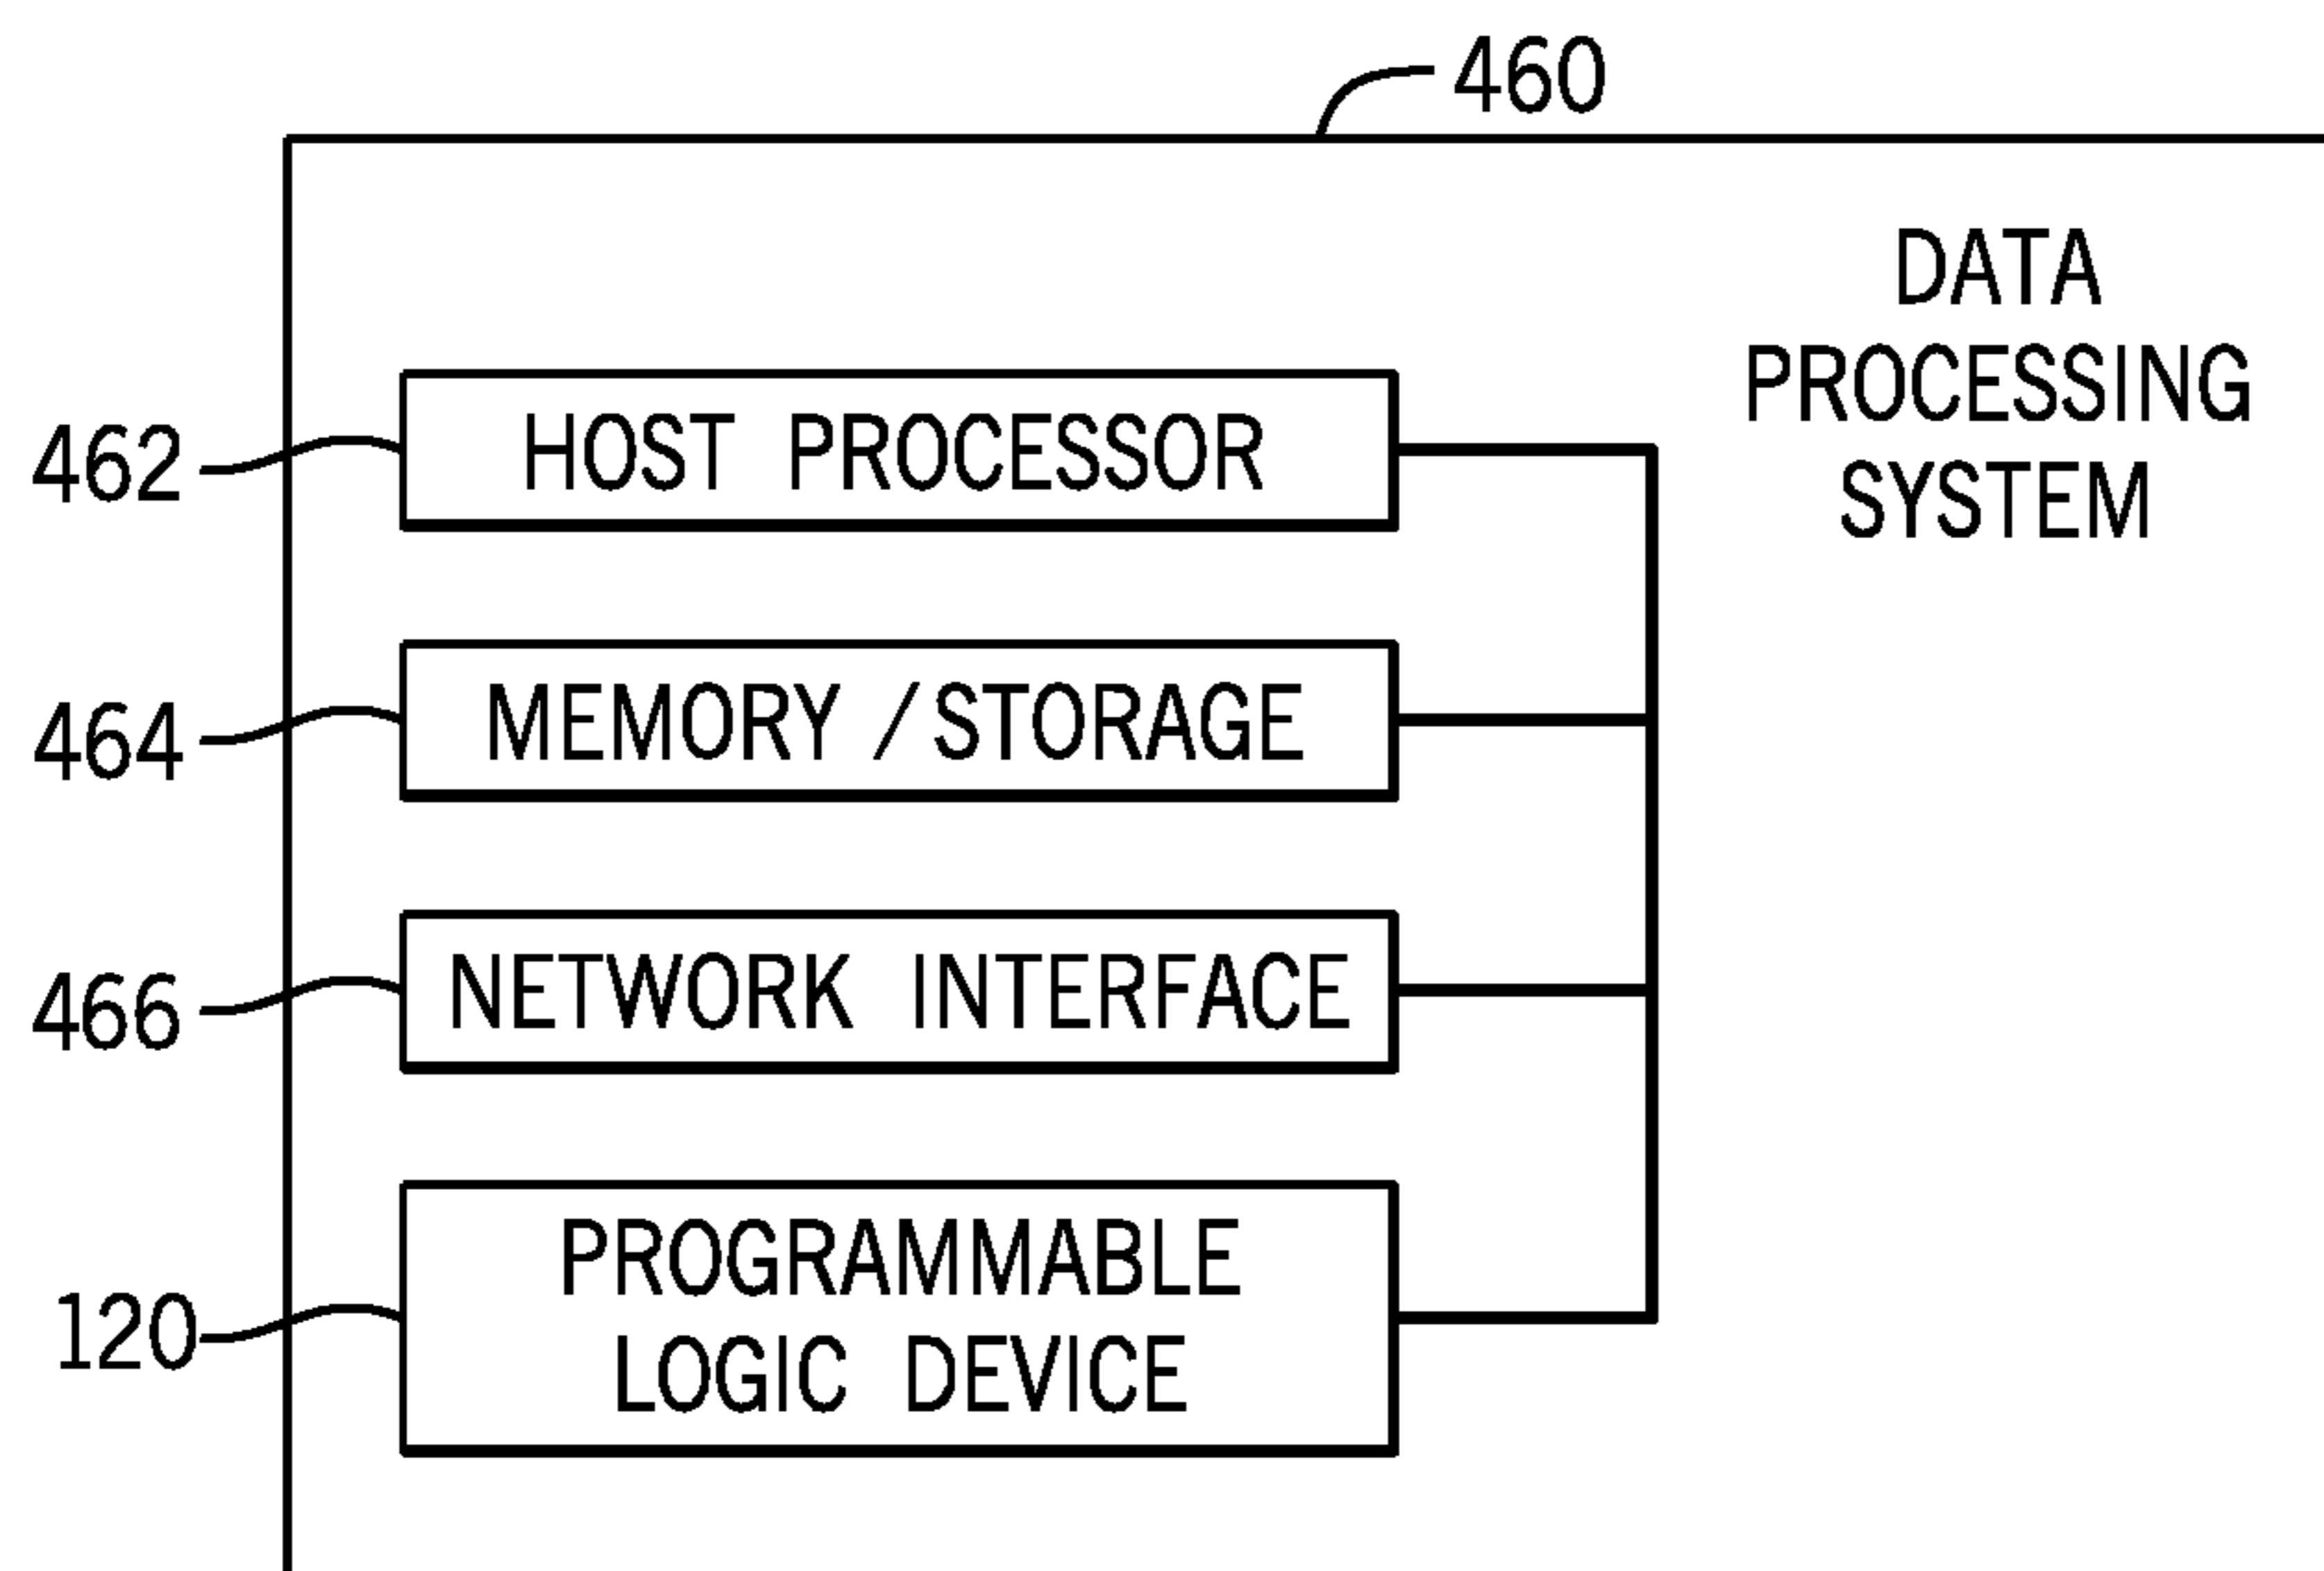 460
DATA
PROCESSING
SYSTEM
462
HOST PROCESSOR
464
MEMORY /STORAGE
466
NETWORK INTERFACE
120
PROGRAMMABLE
LOGIC DEVICE